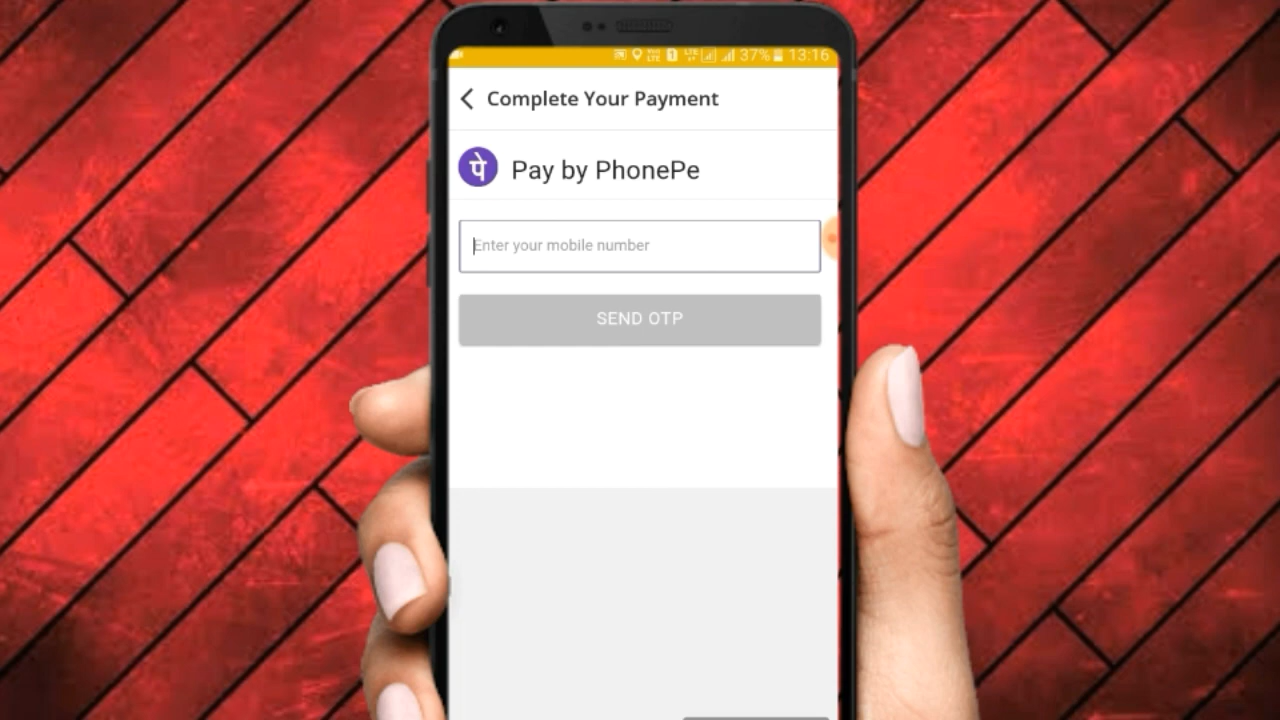 37% 13:16
Complete Your Payment
पे Pay by PhonePe
Enter your mobile number
SEND OTP